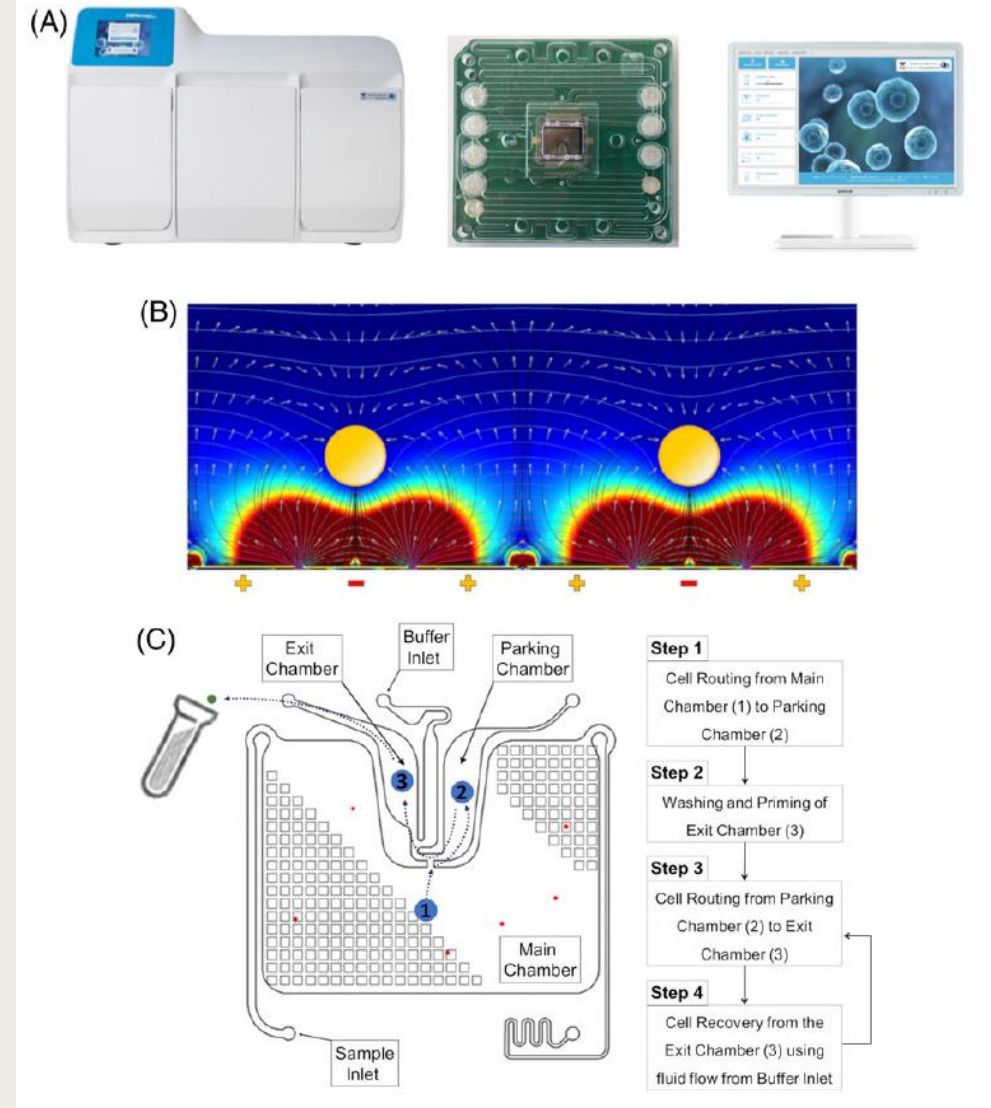 (A)
(B)
+ − + + − +
(C)
Exit
Chamber
Buffer
Inlet
Parking
Chamber
3
2
1
Main
Chamber
Sample
Inlet
Step 1
Cell Routing from Main
Chamber (1) to Parking
Chamber (2)
Step 2
Washing and Priming of
Exit Chamber (3)
Step 3
Cell Routing from Parking
Chamber (2) to Exit
Chamber (3)
Step 4
Cell Recovery from the
Exit Chamber (3) using
fluid flow from Buffer Inlet